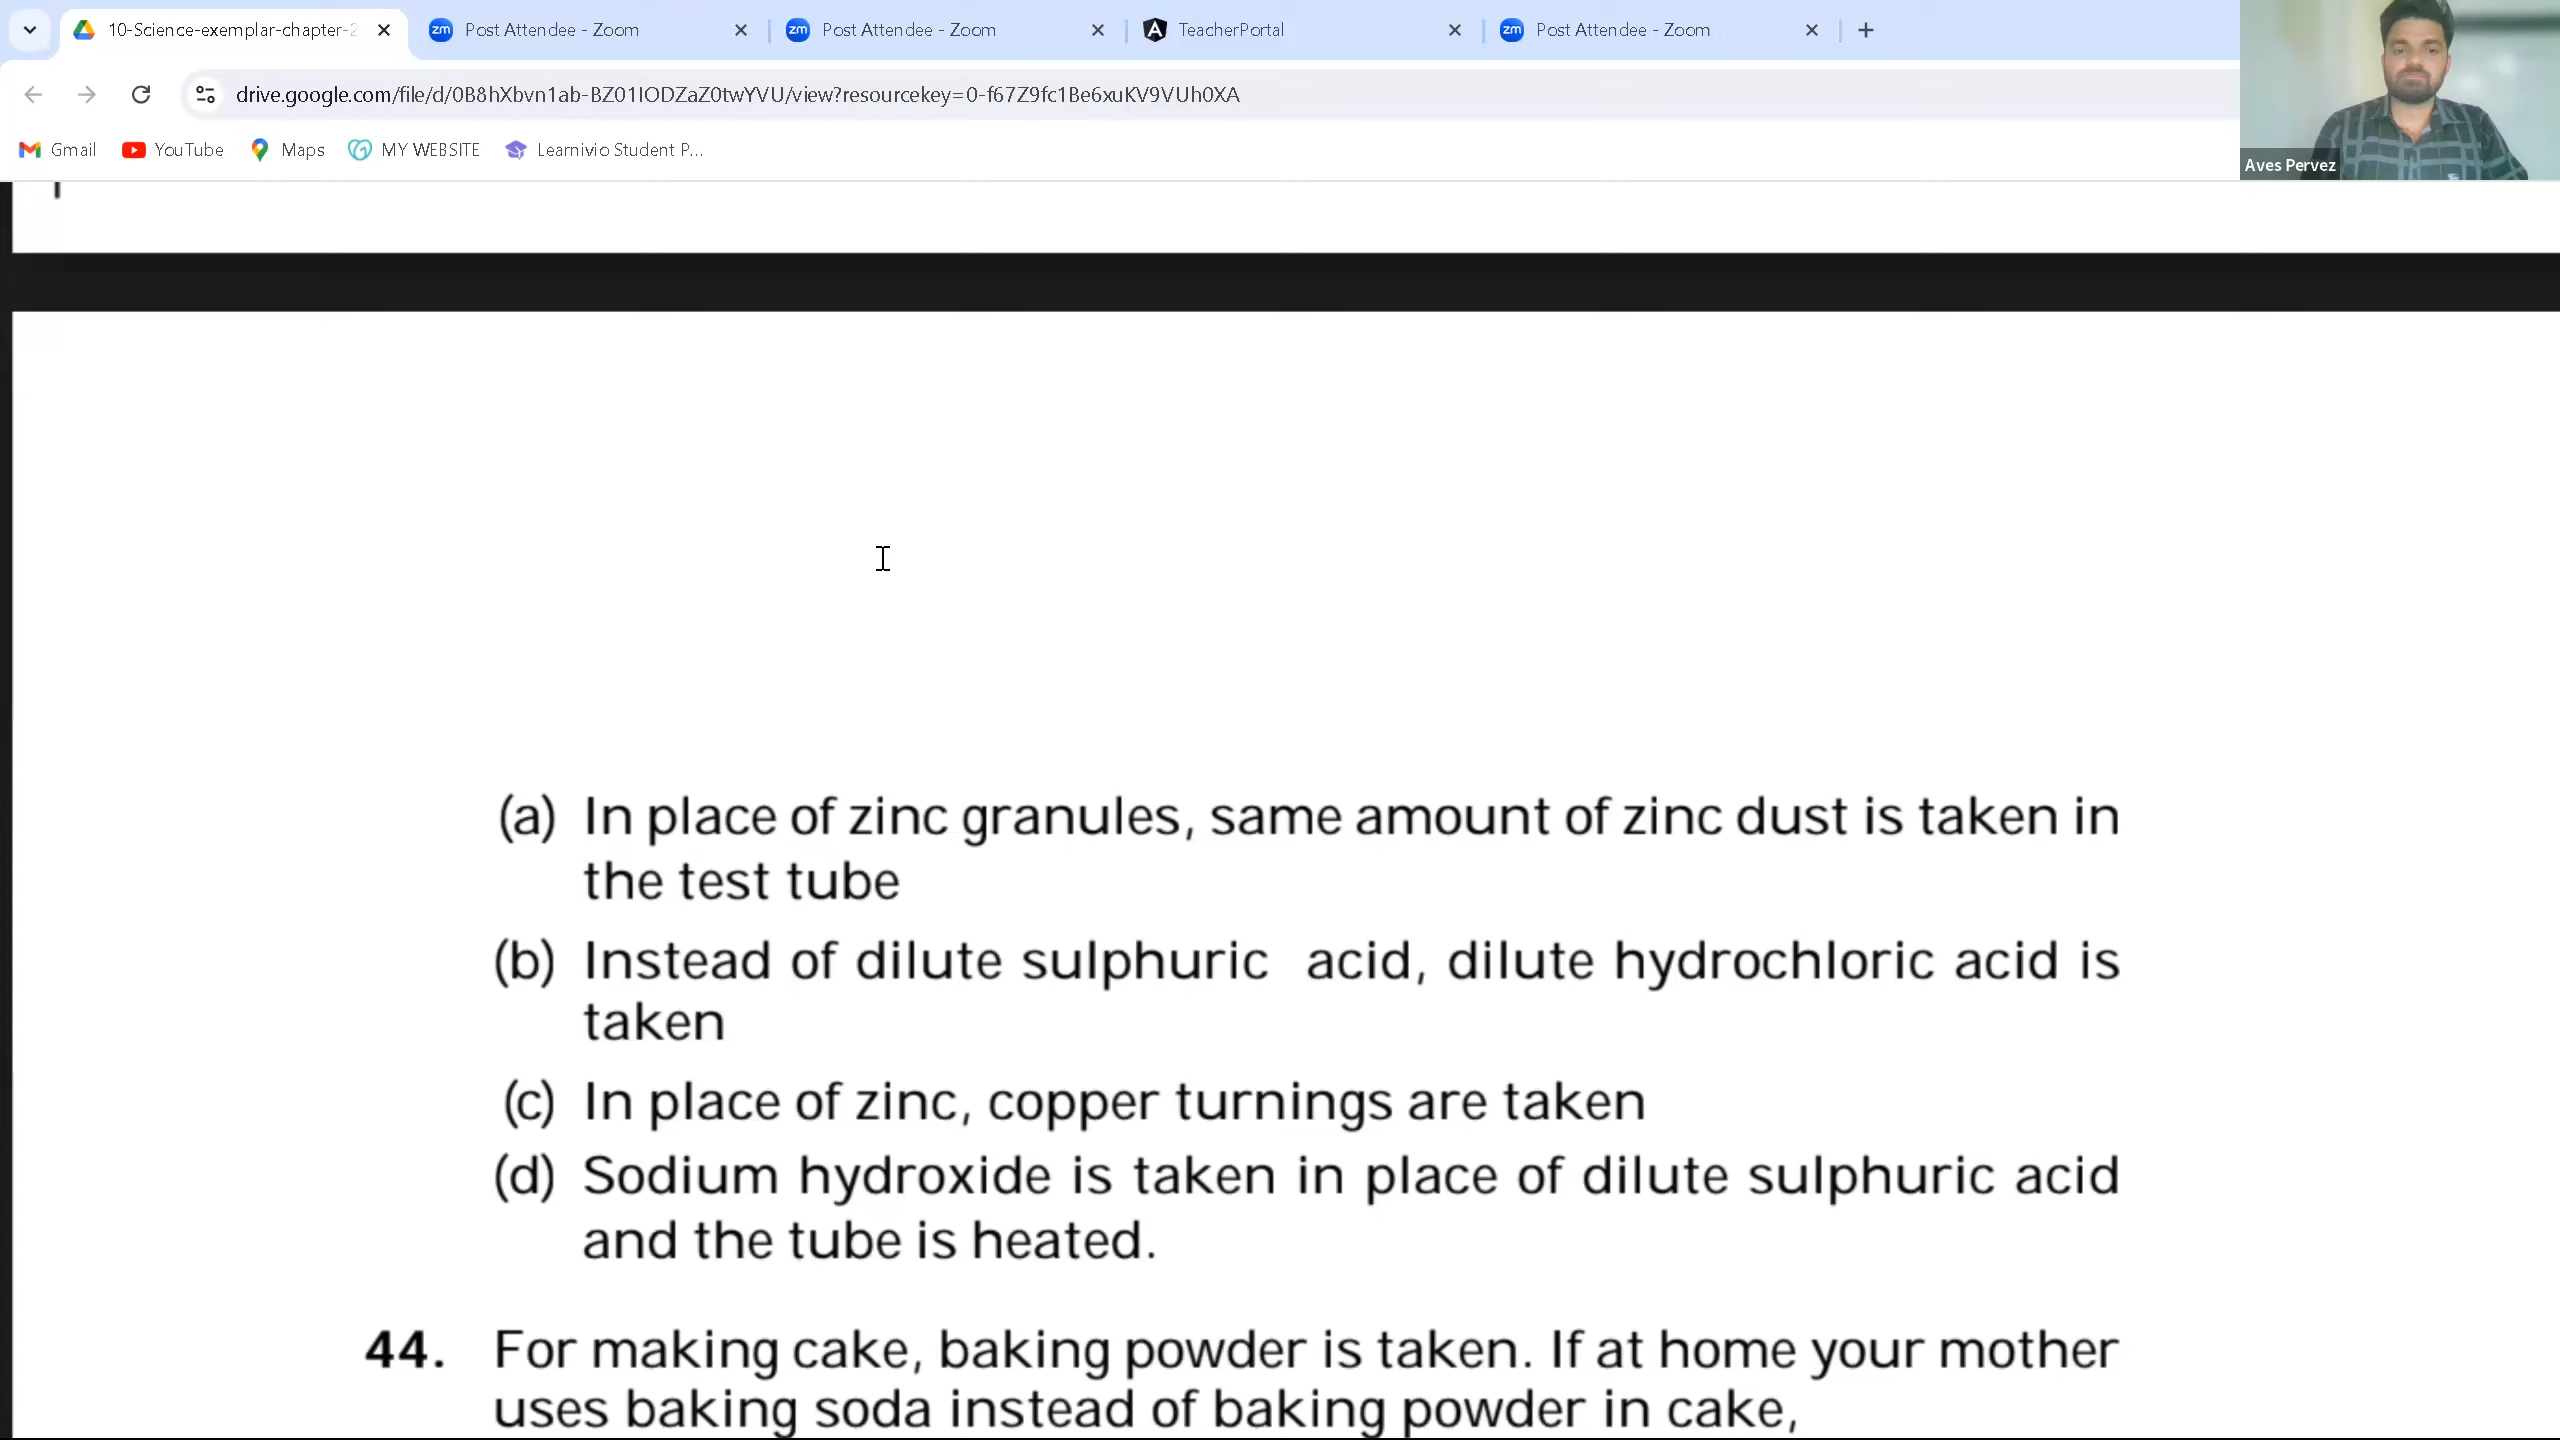 10-Science-exemplar-chapter-2
Post Attendee - Zoom
Post Attendee - Zoom
TeacherPortal
Post Attendee - Zoom
drive.google.com/file/d/0B8hXbvn1ab-BZ01IODZaZ0twYVU/view?resourcekey=0-f67Z9fc1Be6xuKV9VUh0XA
Gmail
YouTube
Maps
MY WEBSITE
Learnivio Student P...
Aves Pervez
(a) In place of zinc granules, same amount of zinc dust is taken in
the test tube
(b) Instead of dilute sulphuric acid, dilute hydrochloric acid is
taken
(c) In place of zinc, copper turnings are taken
(d) Sodium hydroxide is taken in place of dilute sulphuric acid
and the tube is heated.
44. For making cake, baking powder is taken. If at home your mother
uses baking soda instead of baking powder in cake,